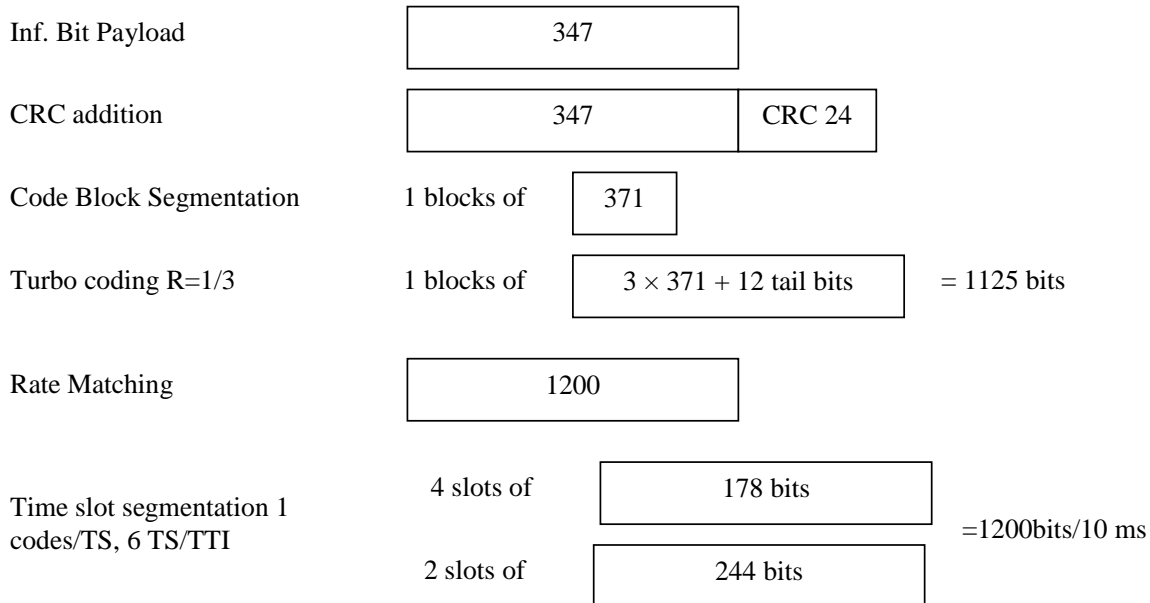 Inf. Bit Payload
347
CRC addition
347
CRC 24
Code Block Segmentation
1 blocks of
371
Turbo coding R=1/3
1 blocks of
3 × 371 + 12 tail bits
= 1125 bits
Rate Matching
1200
4 slots of
178 bits
Time slot segmentation 1
codes/TS, 6 TS/TTI
=1200bits/10 ms
2 slots of
244 bits